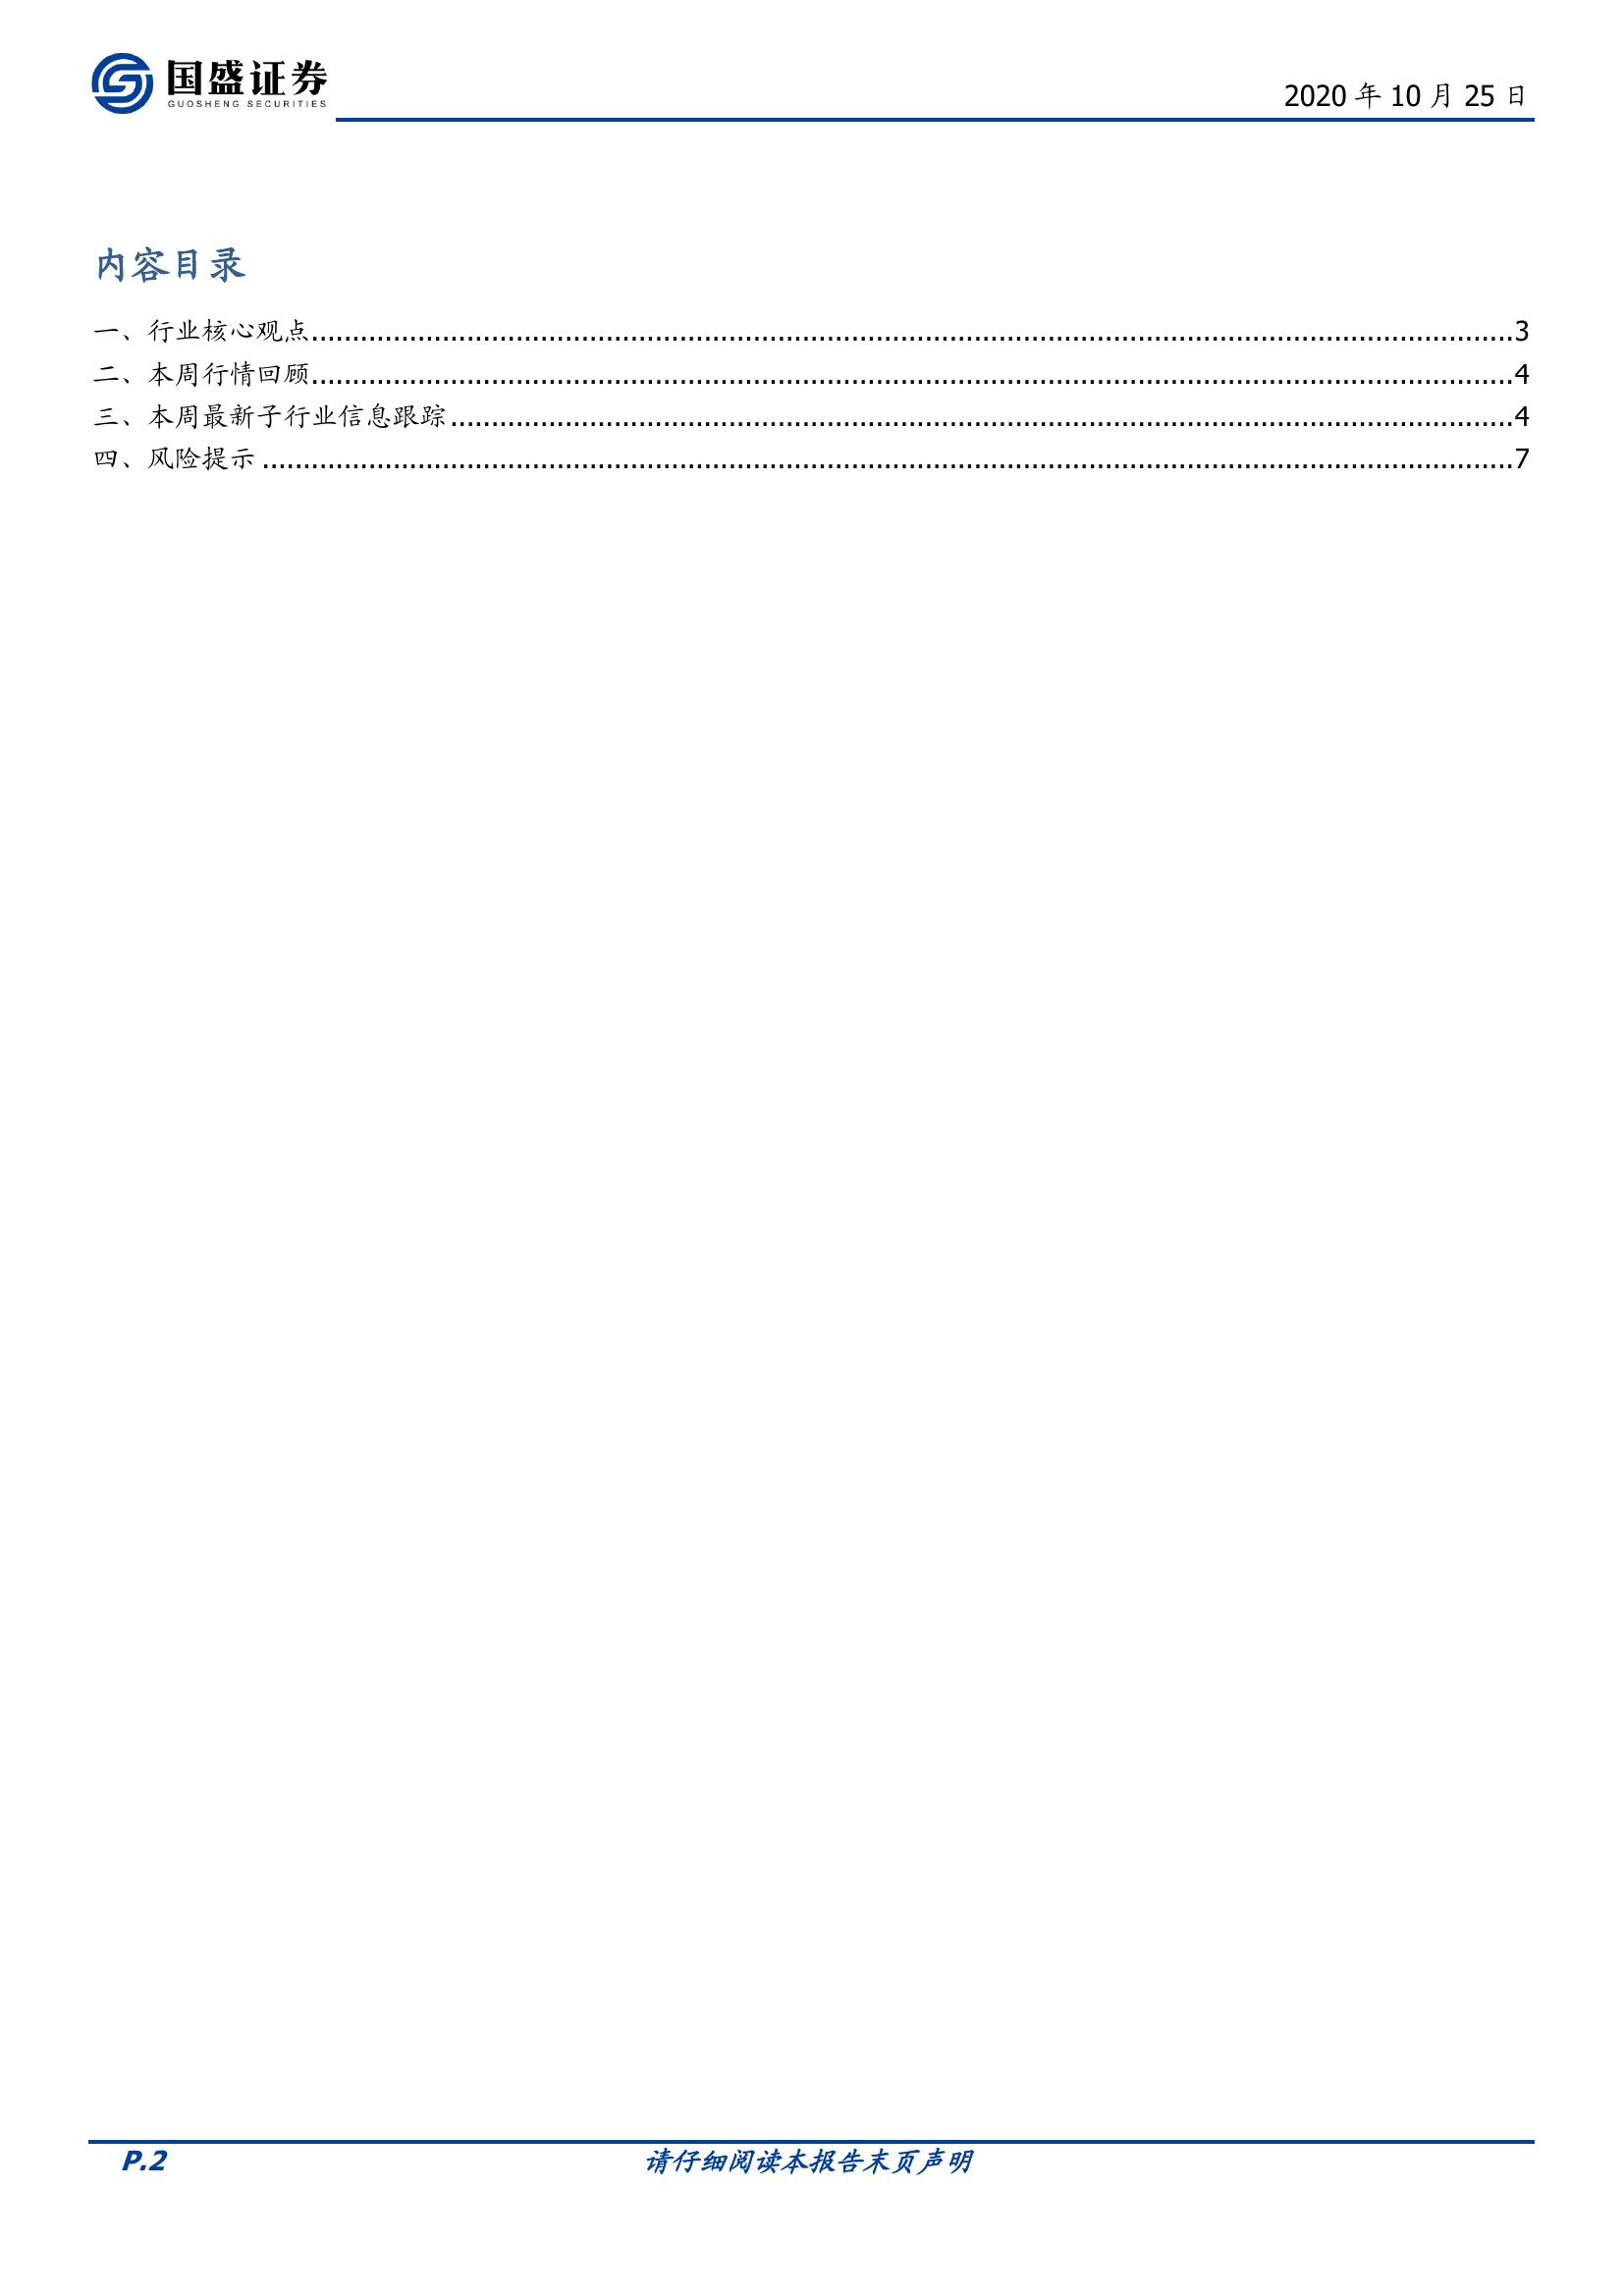 国盛证券
GUOSHENG SECURITIES
2020 年 10 月 25 日
内容目录
一、行业核心观点........................................................................................................................................................3
二、本周行情回顾........................................................................................................................................................4
三、本周最新子行业信息跟踪.......................................................................................................................................4
四、风险提示 ..............................................................................................................................................................7
P.2
请仔细阅读本报告末页声明